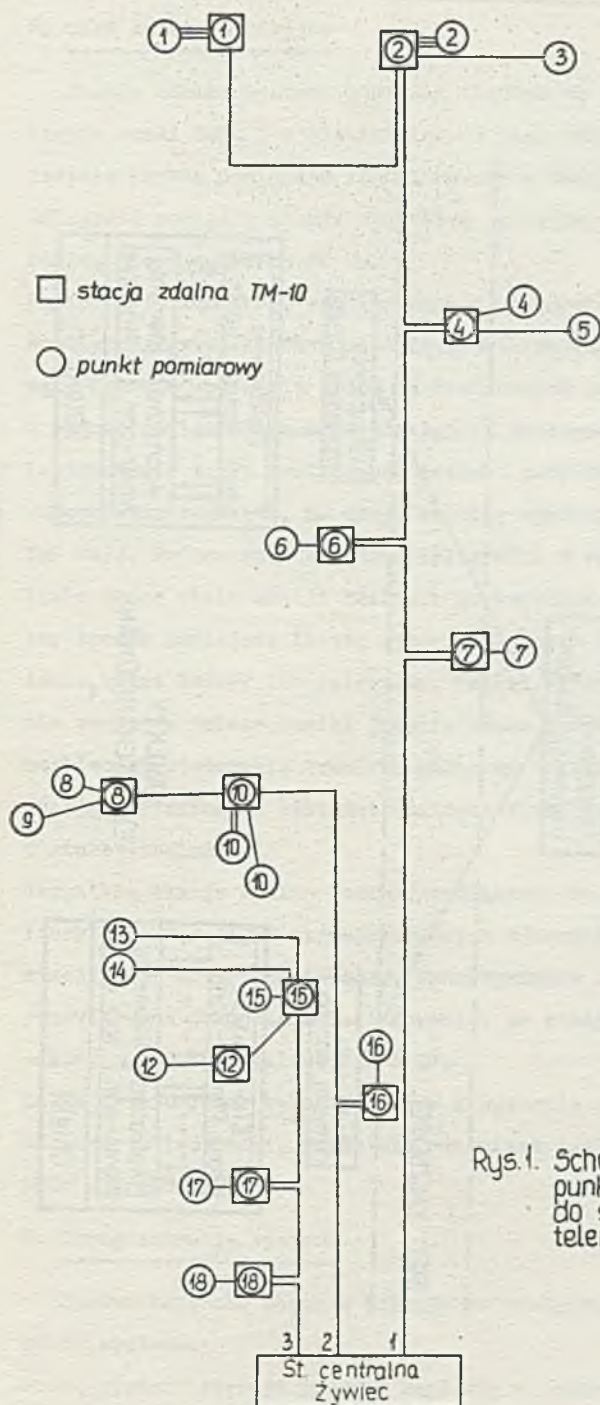 1 1 2 2 3
□ stacja zdalna TM-10
○ punkt pomiarowy
4 4 5
6 6
7 7
8 8 10
9
10 10
13
14
15 15
12 12
16
16
17 17
18 18
Rys.1.
punk
do s
tele
3 2 1
St. centralna
Żywiec